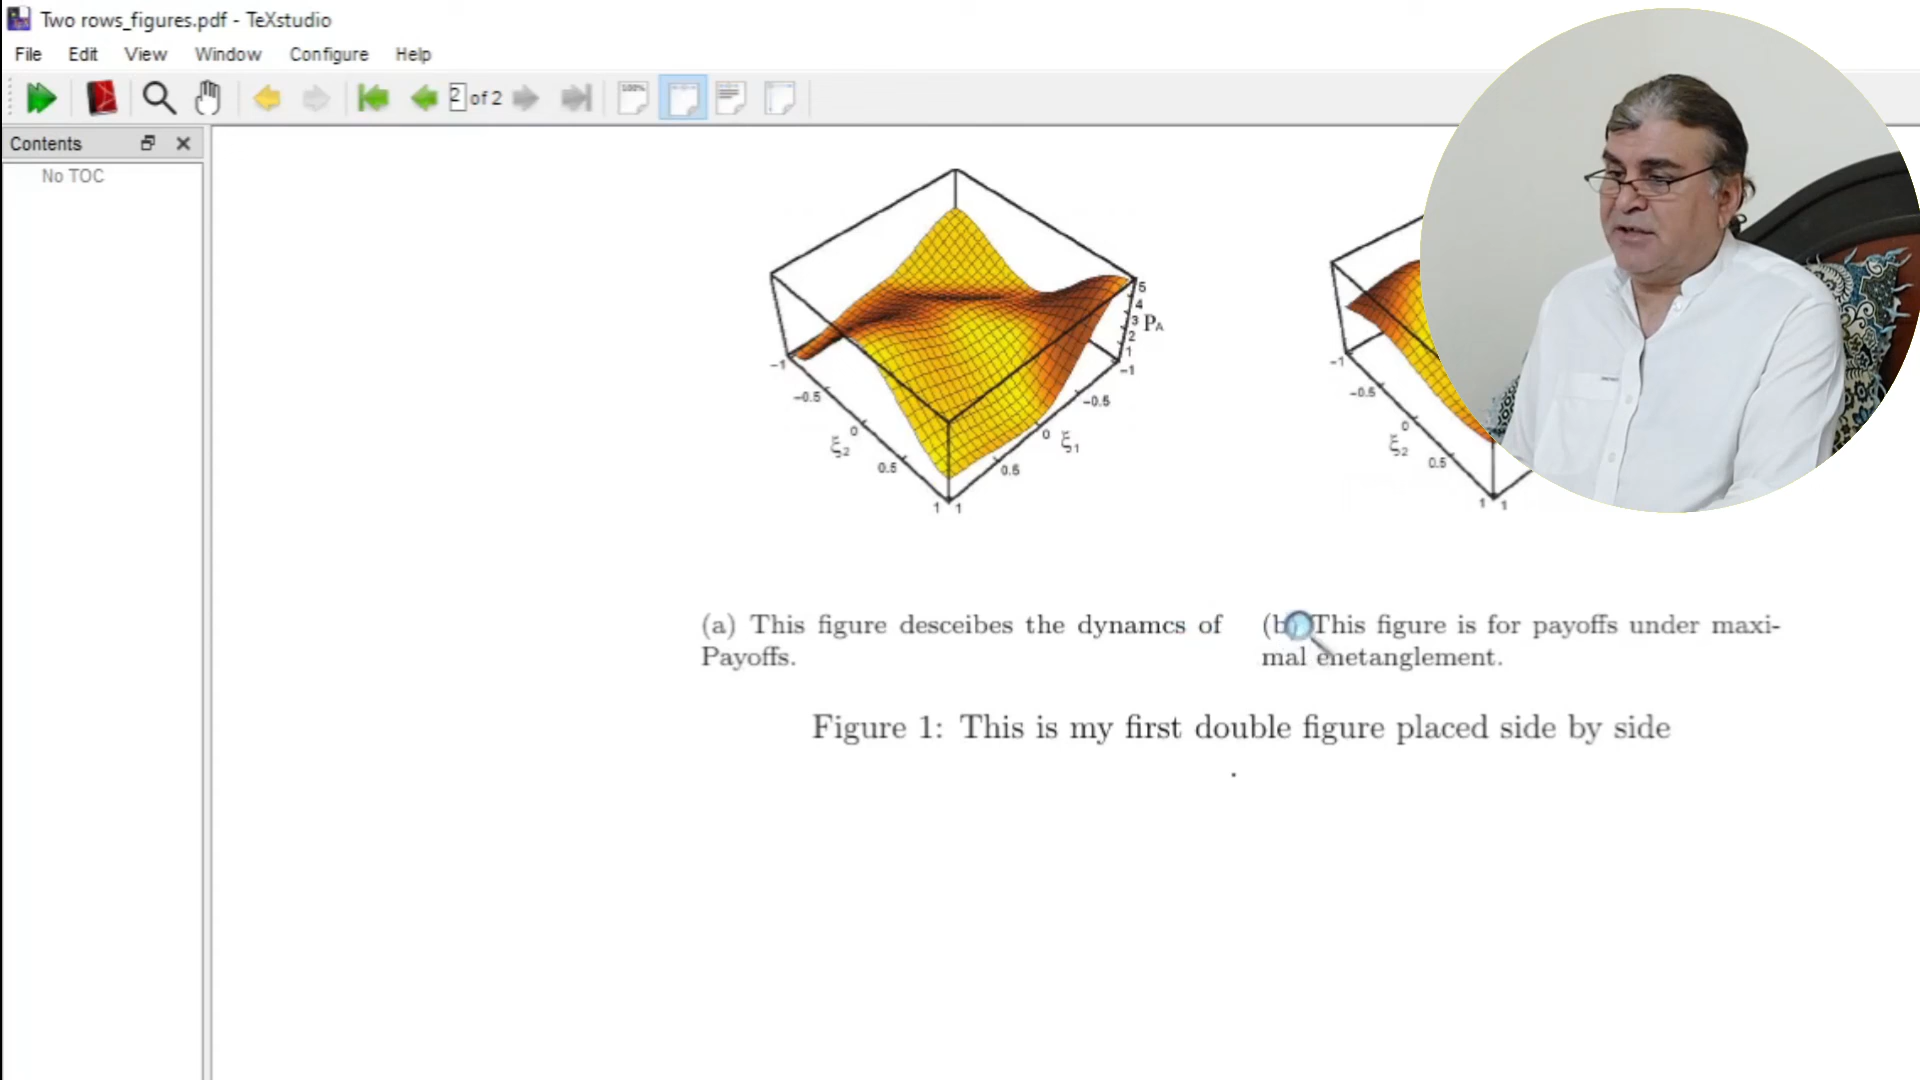 Two rows_figures.pdf - TeXstudio
File Edit View Window Configure Help
2 of 2
100%
Contents
No TOC
5
4
3
2
1
PA
-1
-0.5
0
0.5
1
ξ1
-1
-0.5
0
0.5
1
ξ2
-1
-0.5
0
0.5
1
1
ξ2
(a) This figure desceibes the dynamcs of
Payoffs.
(b) This figure is for payoffs under maxi-
mal enetanglement.
Figure 1: This is my first double figure placed side by side
.